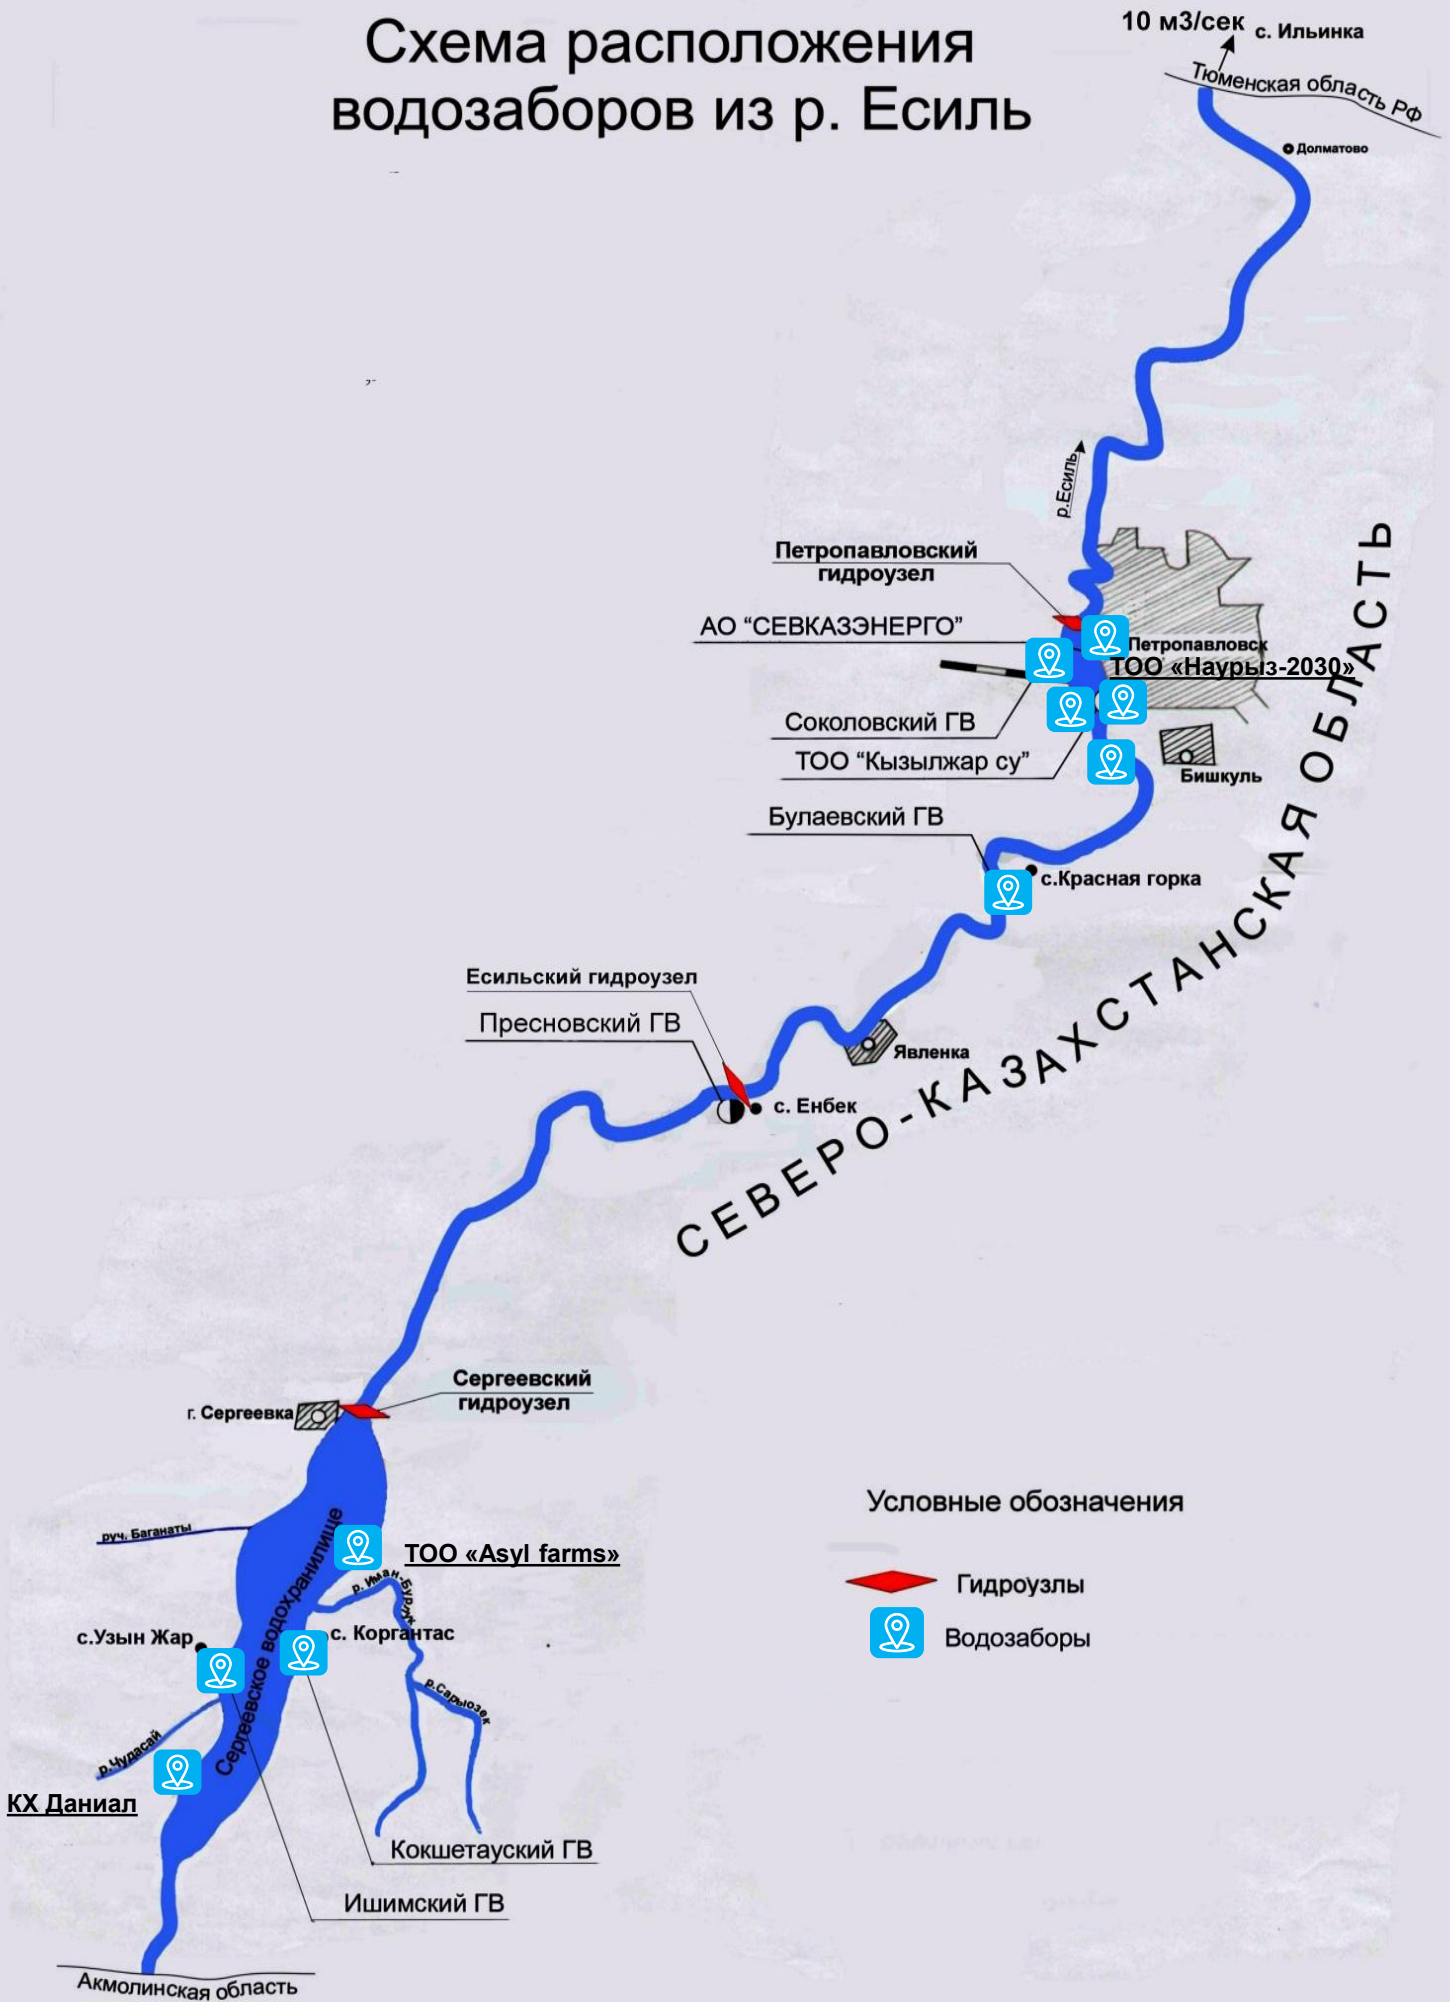 Схема расположения
водозаборов из р. Есиль
10 м3/сек
с. Ильинка
Тюменская область РФ
Долматово
р.Есиль
Петропавловский
гидроузел
АО “СЕВКАЗЭНЕРГО”
Петропавловск
ТОО «Наурыз-2030»
Соколовский ГВ
ТОО “Кызылжар су”
Бишкуль
Булаевский ГВ
с.Красная горка
СЕВЕРО-КАЗАХСТАНСКАЯ ОБЛАСТЬ
Есильский гидроузел
Пресновский ГВ
Явленка
с. Енбек
Сергеевский
гидроузел
г. Сергеевка
Условные обозначения
руч. Баганаты
Сергеевское водохранилище
ТОО «Asyl farms»
р. Иман-Бурлук
Гидроузлы
с.Узын Жар
с. Коргантас
Водозаборы
р.Сарыозек
р.Чудасай
КХ Даниал
Кокшетауский ГВ
Ишимский ГВ
Акмолинская область